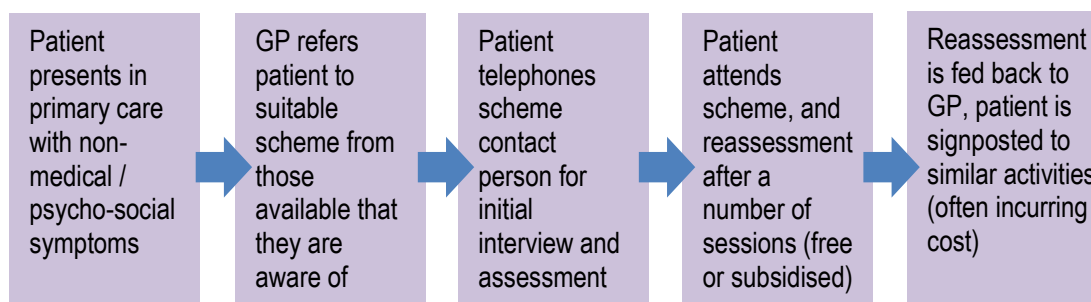 Patient
presents in
primary care
with non-
medical /
psycho-social
symptoms
GP refers
patient to
suitable
scheme from
those
available that
they are
aware of
Patient
telephones
scheme
contact
person for
initial
interview and
assessment
Patient
attends
scheme, and
reassessment
after a
number of
sessions (free
or subsidised)
Reassessment
is fed back to
GP, patient is
signposted to
similar activities
(often incurring
cost)